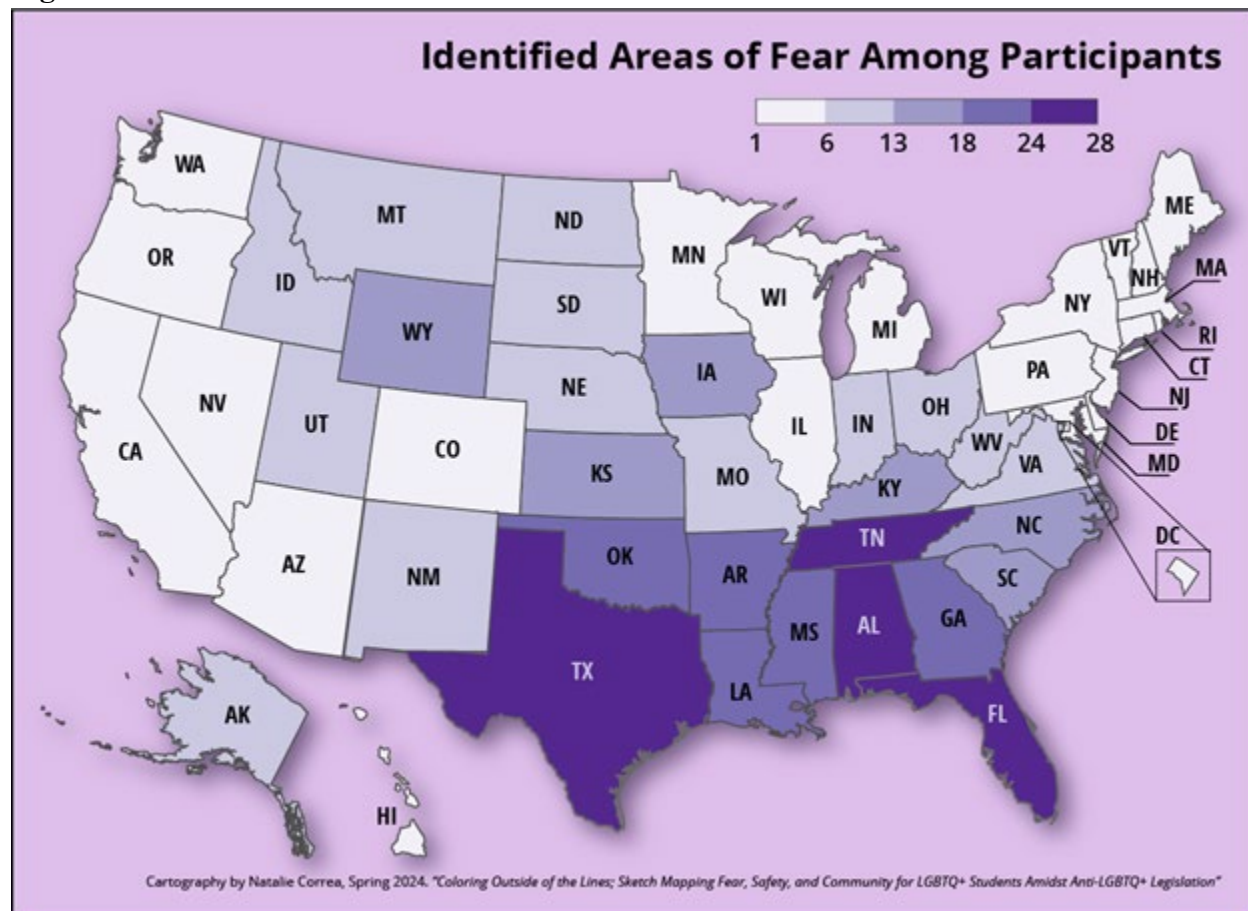 Identified Areas of Fear Among Participants
1 6 13 18 24 28
WA
MT
ND
MN
ME
VT
NH
MA
OR
ID
SD
WI
NY
MI
RI
WY
CT
IA
PA
NE
NJ
NV
UT
OH
IN
IL
DE
CO
WV
CA
VA
MD
KS
MO
KY
NC
DC
TN
OK
AZ
AR
NM
SC
GA
MS
AL
TX
LA
FL
AK
HI
Cartography by Natalie Correa, Spring 2024. "Coloring Outside of the Lines; Sketch Mapping Fear, Safety, and Community for LGBTQ+ Students Amidst Anti-LGBTQ+ Legislation"